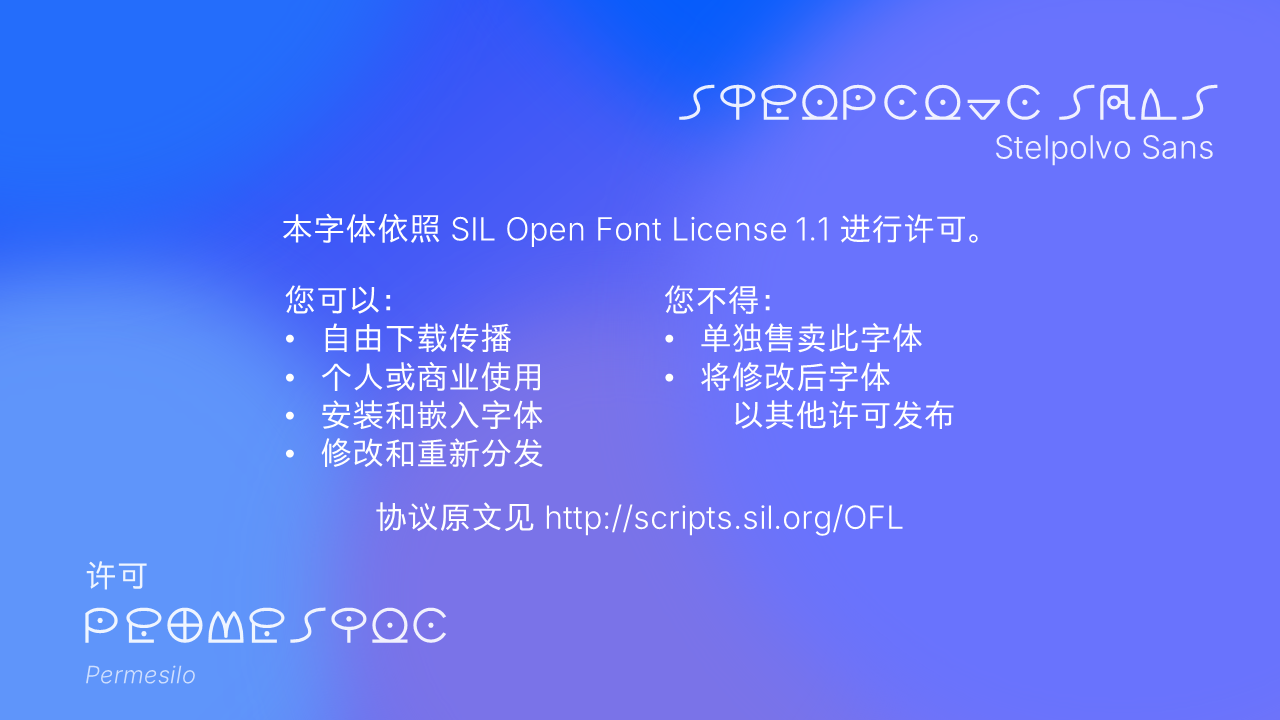 Stelpolvo Sans
本字体依照 SIL Open Font License 1.1 进行许可。
您可以：
• 自由下载传播
• 个人或商业使用
• 安装和嵌入字体
• 修改和重新分发
您不得：
• 单独售卖此字体
• 将修改后字体
以其他许可发布
协议原文见 http://scripts.sil.org/OFL
许可
Permesilo